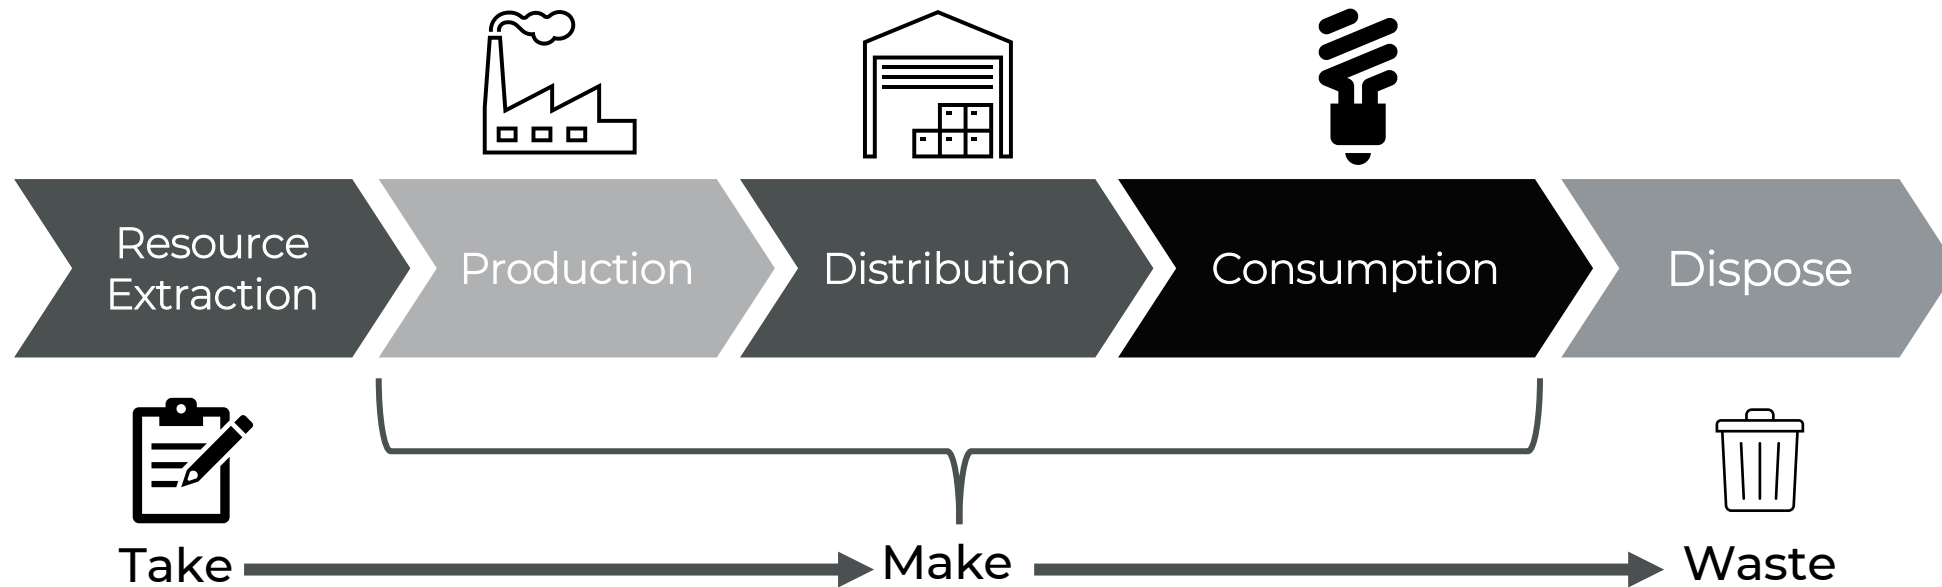 Resource
Extraction
Production
Distribution
Consumption
Dispose
Take
Make
Waste